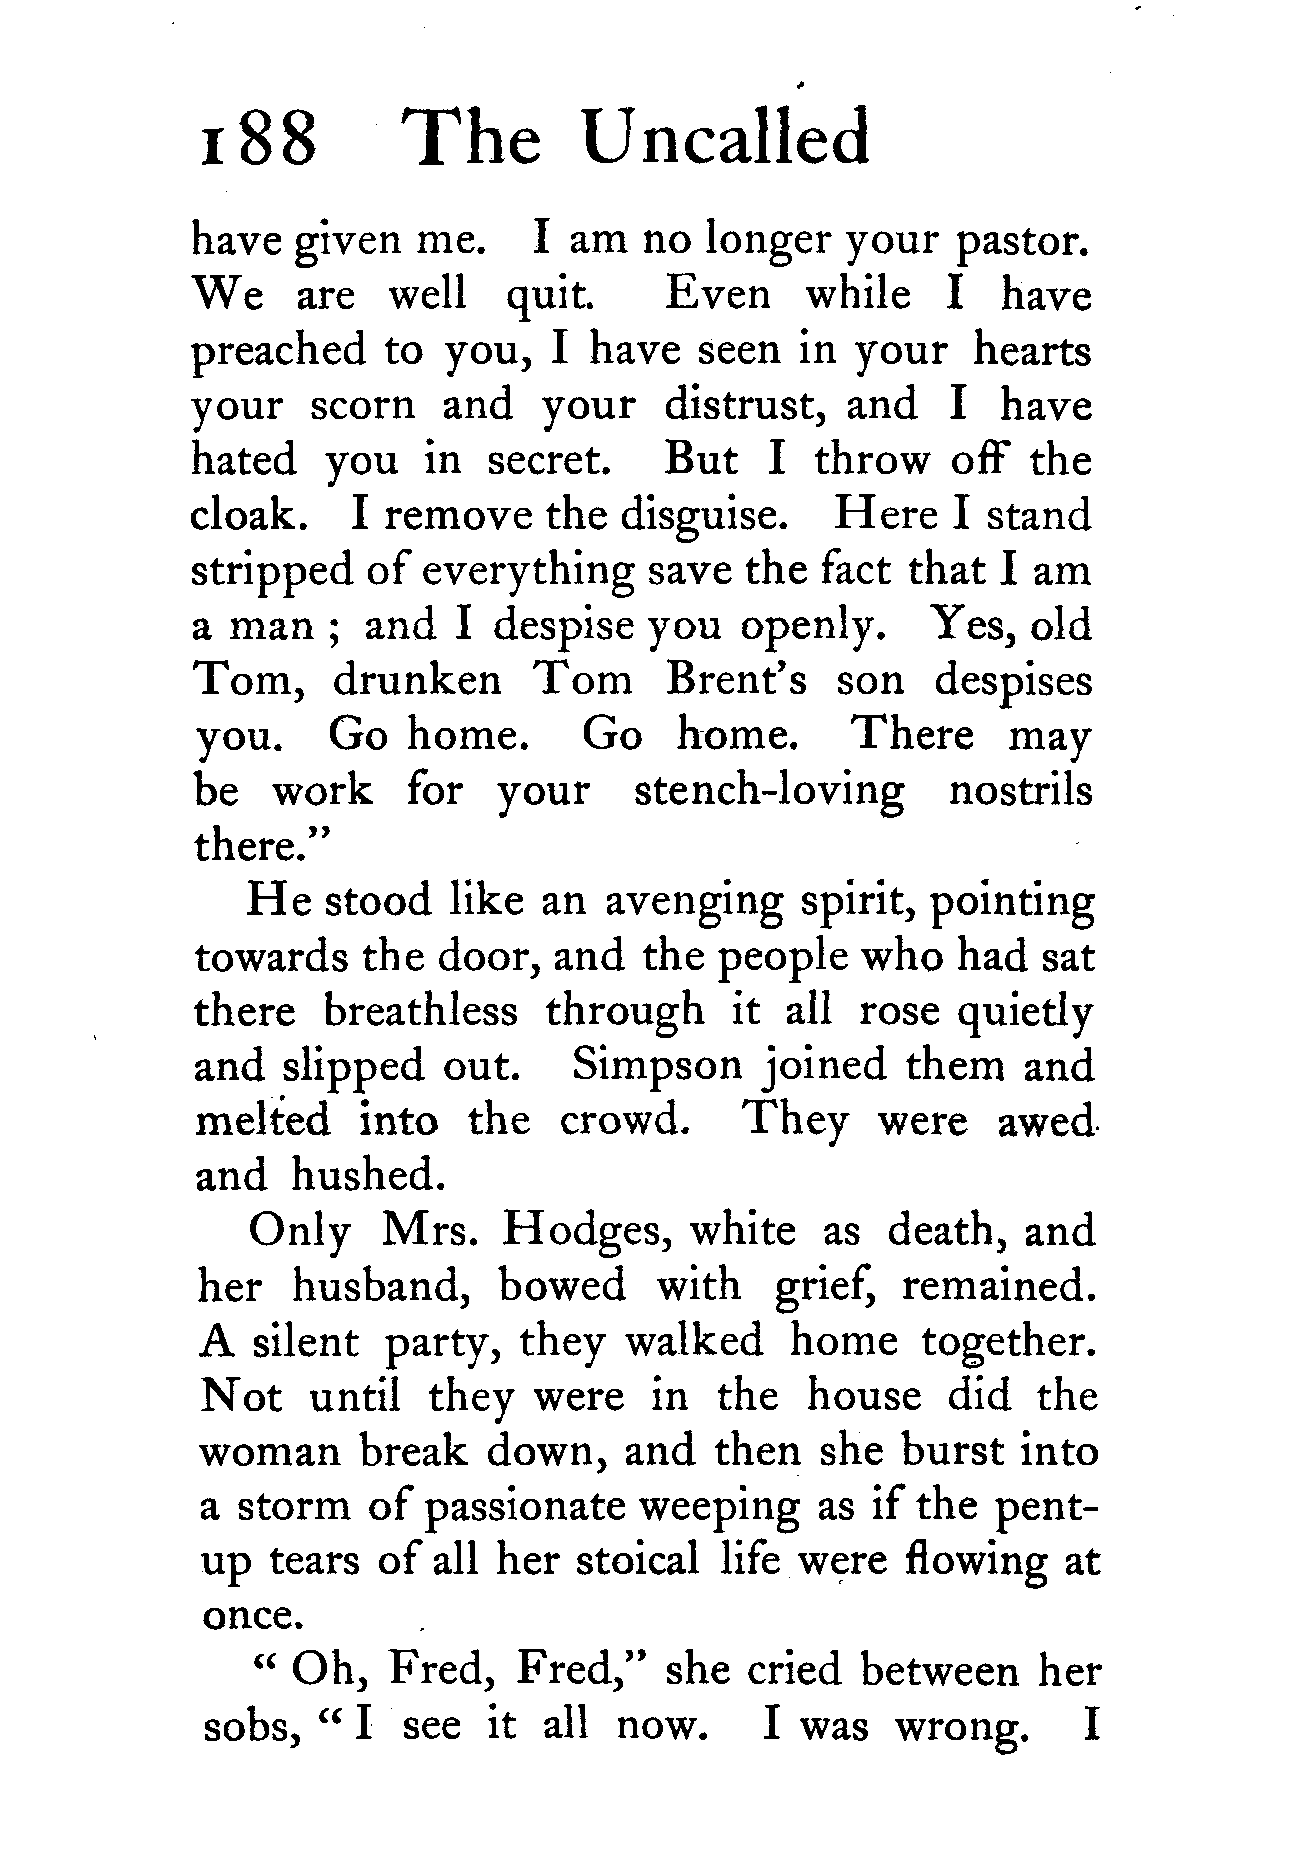 188 The Uncalled
have given me. I am no longer your pastor.
We are well quit. Even while I have
preached to you, I have seen in your hearts
your scorn and your distrust, and I have
hated you in secret. But I throw off the
cloak. I remove the disguise. Here I stand
stripped of everything save the fact that I am
a man ; and I despise you openly. Yes, old
Tom, drunken Tom Brent's son despises
you. Go home. Go home. There may
be work for your stench-loving nostrils
there."
He stood like an avenging spirit, pointing
towards the door, and the people who had sat
there breathless through it all rose quietly
and slipped out. Simpson joined them and
melted into the crowd. They were awed
and hushed.
Only Mrs. Hodges, white as death, and
her husband, bowed with grief, remained.
A silent party, they walked home together.
Not until they were in the house did the
woman break down, and then she burst into
a storm of passionate weeping as if the pent-
up tears of all her stoical life were flowing at
once.
" Oh, Fred, Fred," she cried between her
sobs, " I see it all now. I was wrong. I